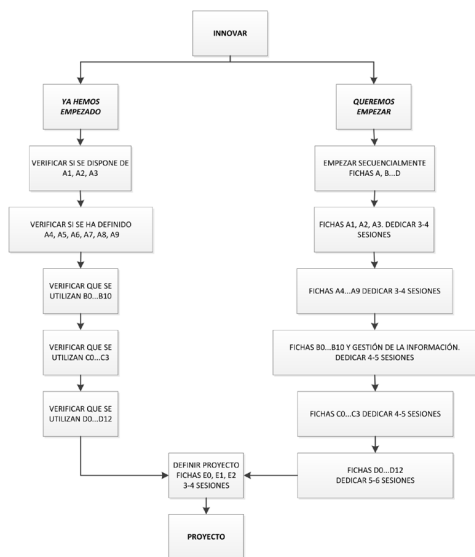 INNOVAR
YA HEMOS
EMPEZADO
QUEREMOS
EMPEZAR
VERIFICAR SI SE DISPONE DE
A1, A2, A3
EMPEZAR SECUENCIALMENTE
FICHAS A, B...D
VERIFICAR SI SE HA DEFINIDO
A4, A5, A6, A7, A8, A9
FICHAS A1, A2, A3. DEDICAR 3-4
SESIONES
VERIFICAR QUE SE
UTILIZAN B0...B10
FICHAS A4...A9 DEDICAR 3-4 SESIONES
VERIFICAR QUE SE
UTILIZAN C0...C3
FICHAS B0...B10 Y GESTIÓN DE LA INFORMACIÓN.
DEDICAR 4-5 SESIONES
VERIFICAR QUE SE
UTILIZAN D0...D12
FICHAS C0...C3 DEDICAR 4-5 SESIONES
DEFINIR PROYECTO
FICHAS E0, E1, E2
3-4 SESIONES
FICHAS D0...D12
DEDICAR 5-6 SESIONES
PROYECTO